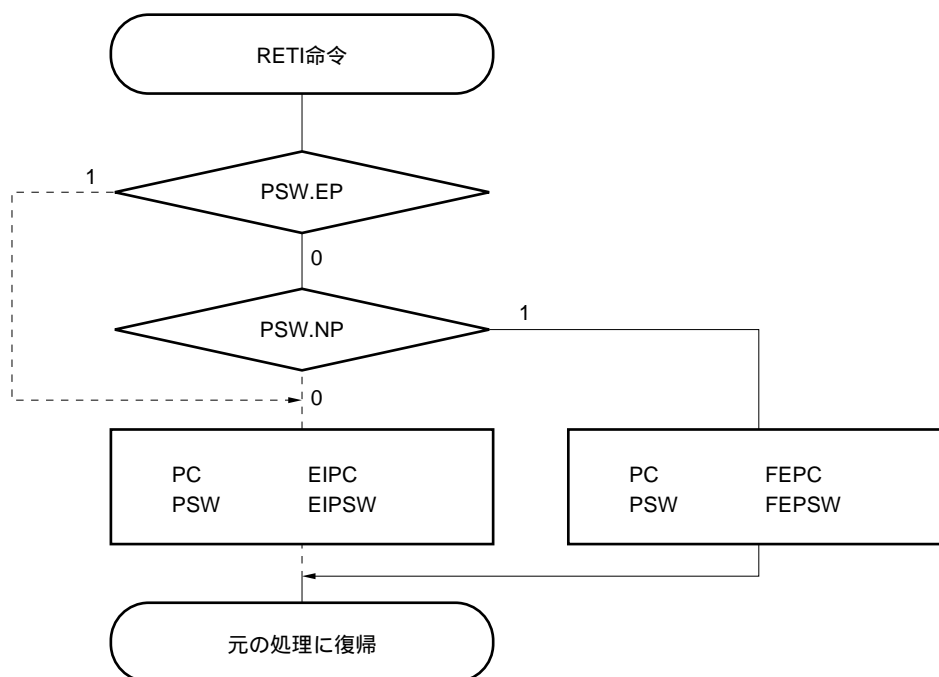 RETI命令
1
PSW.EP
0
PSW.NP
1
0
PC EIPC
PSW EIPSW
PC FEPC
PSW FEPSW
元の処理に復帰